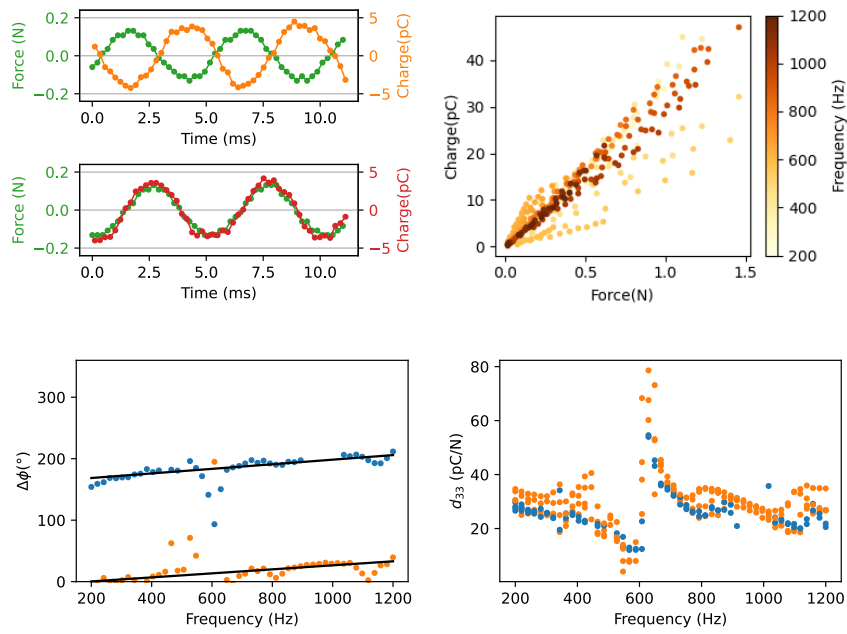 0.2
0.0
−0.2
Force (N)
5
0
−5
Charge(pC)
0.0 2.5 5.0 7.5 10.0
Time (ms)
0.2
0.0
−0.2
Force (N)
5
0
−5
Charge(pC)
0.0 2.5 5.0 7.5 10.0
Time (ms)
40
30
20
10
0
Charge(pC)
0.0 0.5 1.0 1.5
Force(N)
1200
1000
800
600
400
200
Frequency (Hz)
300
200
100
0
Δϕ(°)
200 400 600 800 1000 1200
Frequency (Hz)
80
60
40
20
d₃₃ (pC/N)
200 400 600 800 1000 1200
Frequency (Hz)